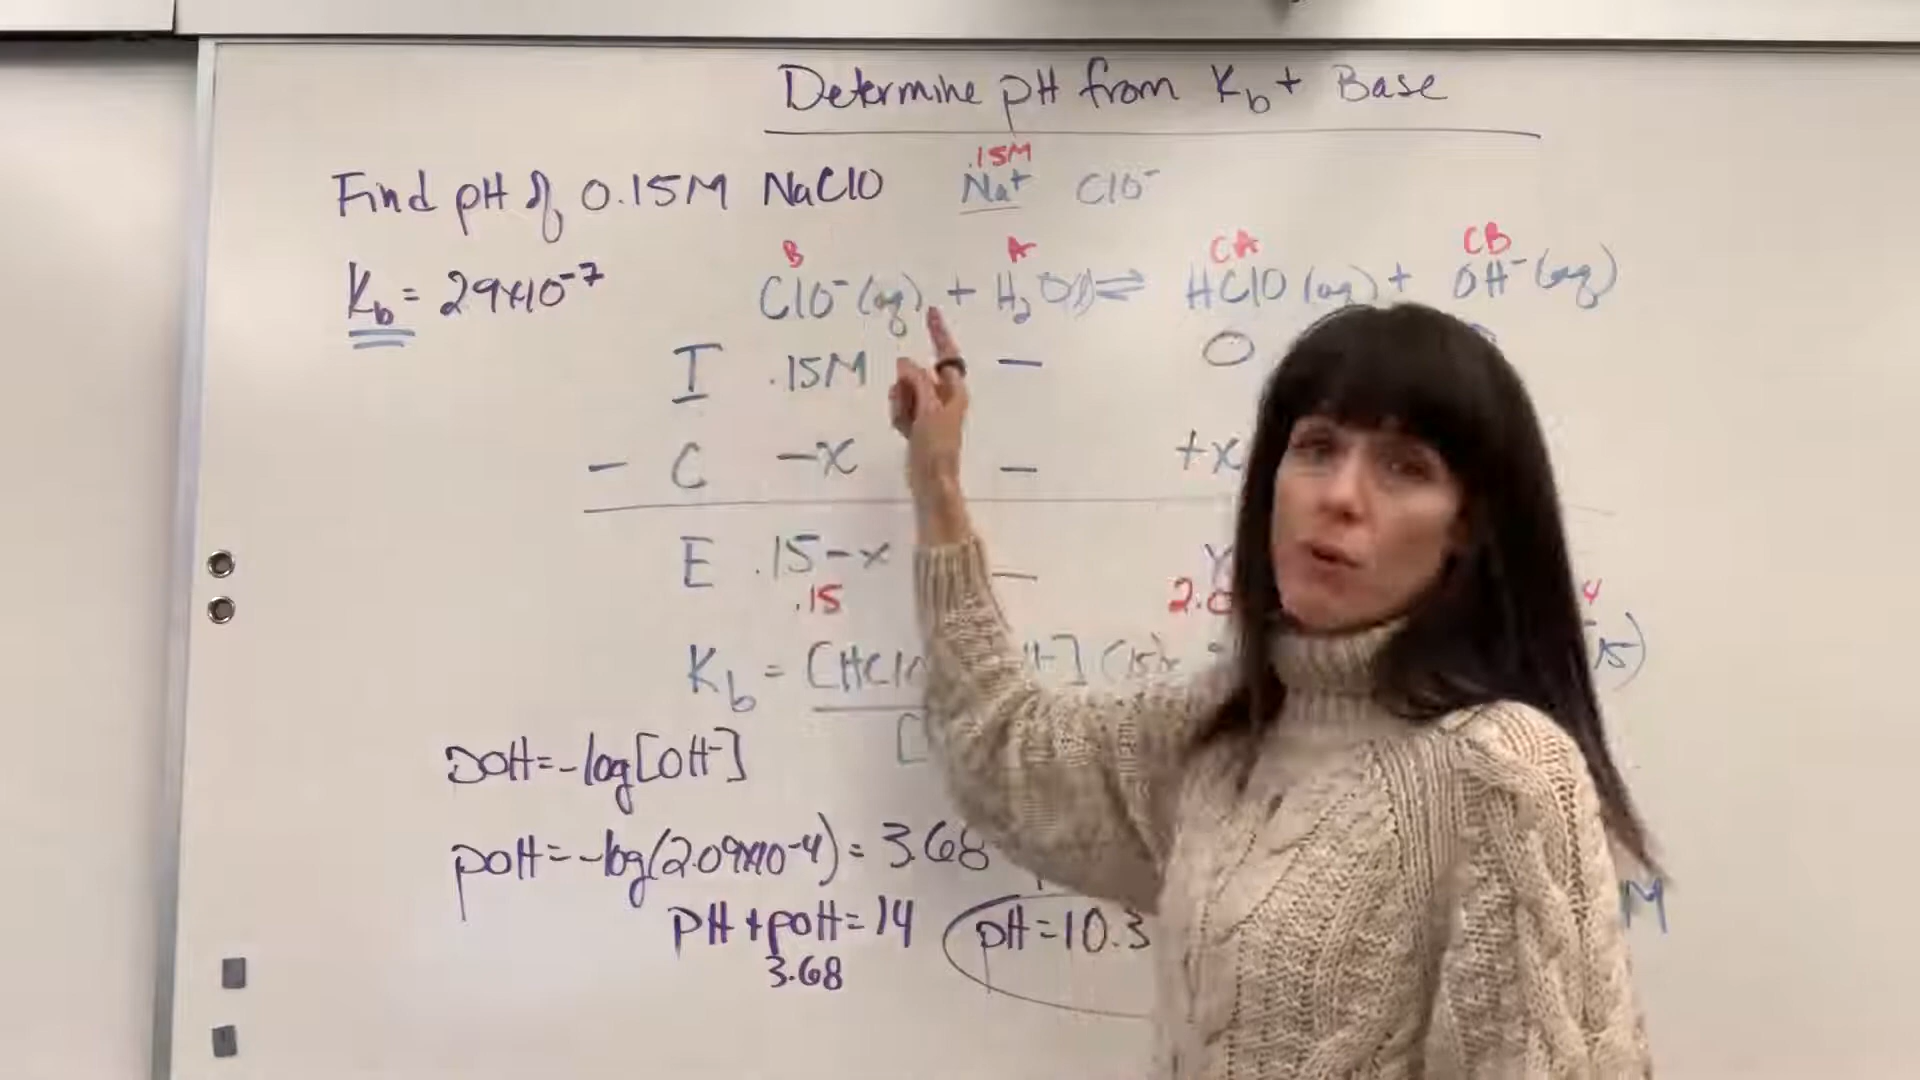 Determine pH from Kb + Base
.15M
Find pH of 0.15M NaClO Na+ ClO-
B A CA CB
Kb = 2.9x10-7 ClO- (aq) + H2O(l) ⇌ HClO (aq) + OH- (aq)
I .15M — O
— C -x — +x
E .15-x —
.15 2.0
Kb = [HClO
pOH=-log[OH-]
pOH=-log(2.09x10-4)=3.68
pH+pOH=14 pH=10.3
3.68
M